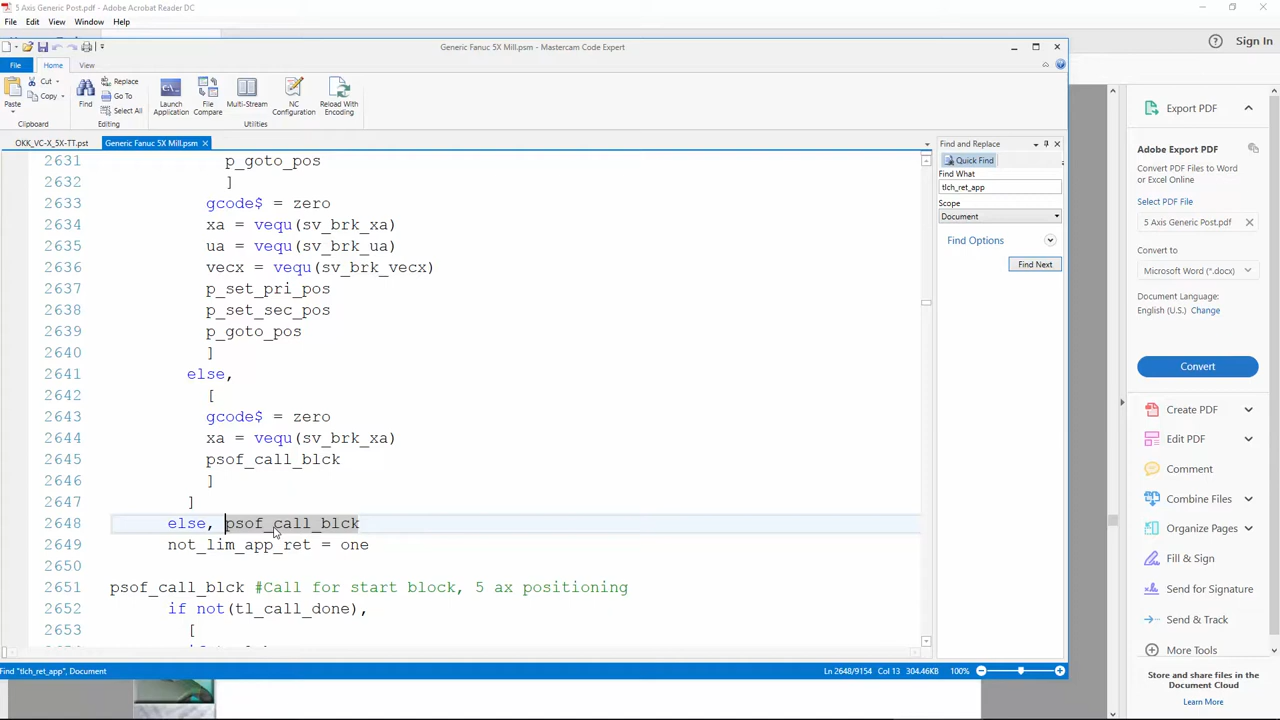 5 Axis Generic Post.pdf - Adobe Acrobat Reader DC
File Edit View Window Help
Sign In
Generic Fanuc 5X Mill.psm - Mastercam Code Expert
File Home View
Paste
Cut
Copy
Clipboard
Find
Replace
Go To
Select All
Editing
Launch Application
File Compare
Multi-Stream
NC Configuration
Reload With Encoding
Utilities
OKK_VC-X_5X-TT.pst
Generic Fanuc 5X Mill.psm
2631 p_goto_pos
2632 ]
2633 gcode$ = zero
2634 xa = vequ(sv_brk_xa)
2635 ua = vequ(sv_brk_ua)
2636 vecx = vequ(sv_brk_vecx)
2637 p_set_pri_pos
2638 p_set_sec_pos
2639 p_goto_pos
2640 ]
2641 else,
2642 [
2643 gcode$ = zero
2644 xa = vequ(sv_brk_xa)
2645 psof_call_blck
2646 ]
2647 ]
2648 else, psof_call_blck
2649 not_lim_app_ret = one
2650
2651 psof_call_blck #Call for start block, 5 ax positioning
2652 if not(tl_call_done),
2653 [
Find and Replace
Quick Find
Find What
tlch_ret_app
Scope
Document
Find Options
Find Next
Find "tlch_ret_app", Document
Ln 2648/9154 Col 13 304.46KB 100%
Export PDF
Adobe Export PDF
Convert PDF Files to Word
or Excel Online
Select PDF File
5 Axis Generic Post.pdf
Convert to
Microsoft Word (*.docx)
Document Language:
English (U.S.) Change
Convert
Create PDF
Edit PDF
Comment
Combine Files
Organize Pages
Fill & Sign
Send for Signature
Send & Track
More Tools
Store and share files in the
Document Cloud
Learn More